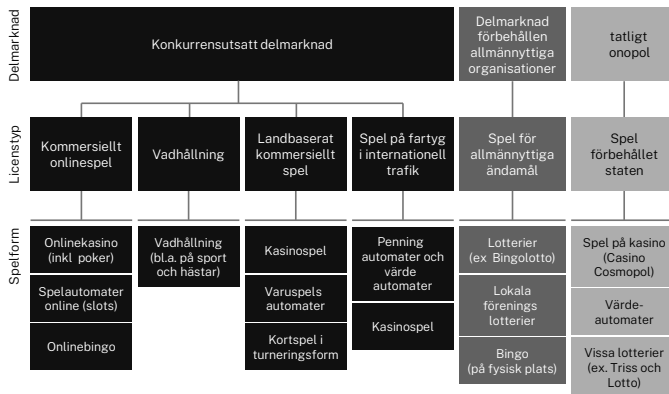 Delmarknad
Konkurrensutsatt delmarknad
Delmarknad
förbehållen
allmännyttiga
organisationer
tatligt
onopol
Licenstyp
Kommersiellt
onlinespel
Vadhållning
Landbaserat
kommersiellt
spel
Spel på fartyg
i internationell
trafik
Spel för
allmännyttiga
ändamål
Spel
förbehållet
staten
Spelform
Onlinekasino
(inkl poker)
Spelautomater
online (slots)
Onlinebingo
Vadhållning
(bl.a. på sport
och hästar)
Kasinospel
Varuspels
automater
Kortspel i
turneringsform
Penning
automater och
värde
automater
Kasinospel
Lotterier
(ex Bingolotto)
Lokala
förenings
lotterier
Bingo
(på fysisk plats)
Spel på kasino
(Casino
Cosmopol)
Värde-
automater
Vissa lotterier
(ex. Triss och
Lotto)